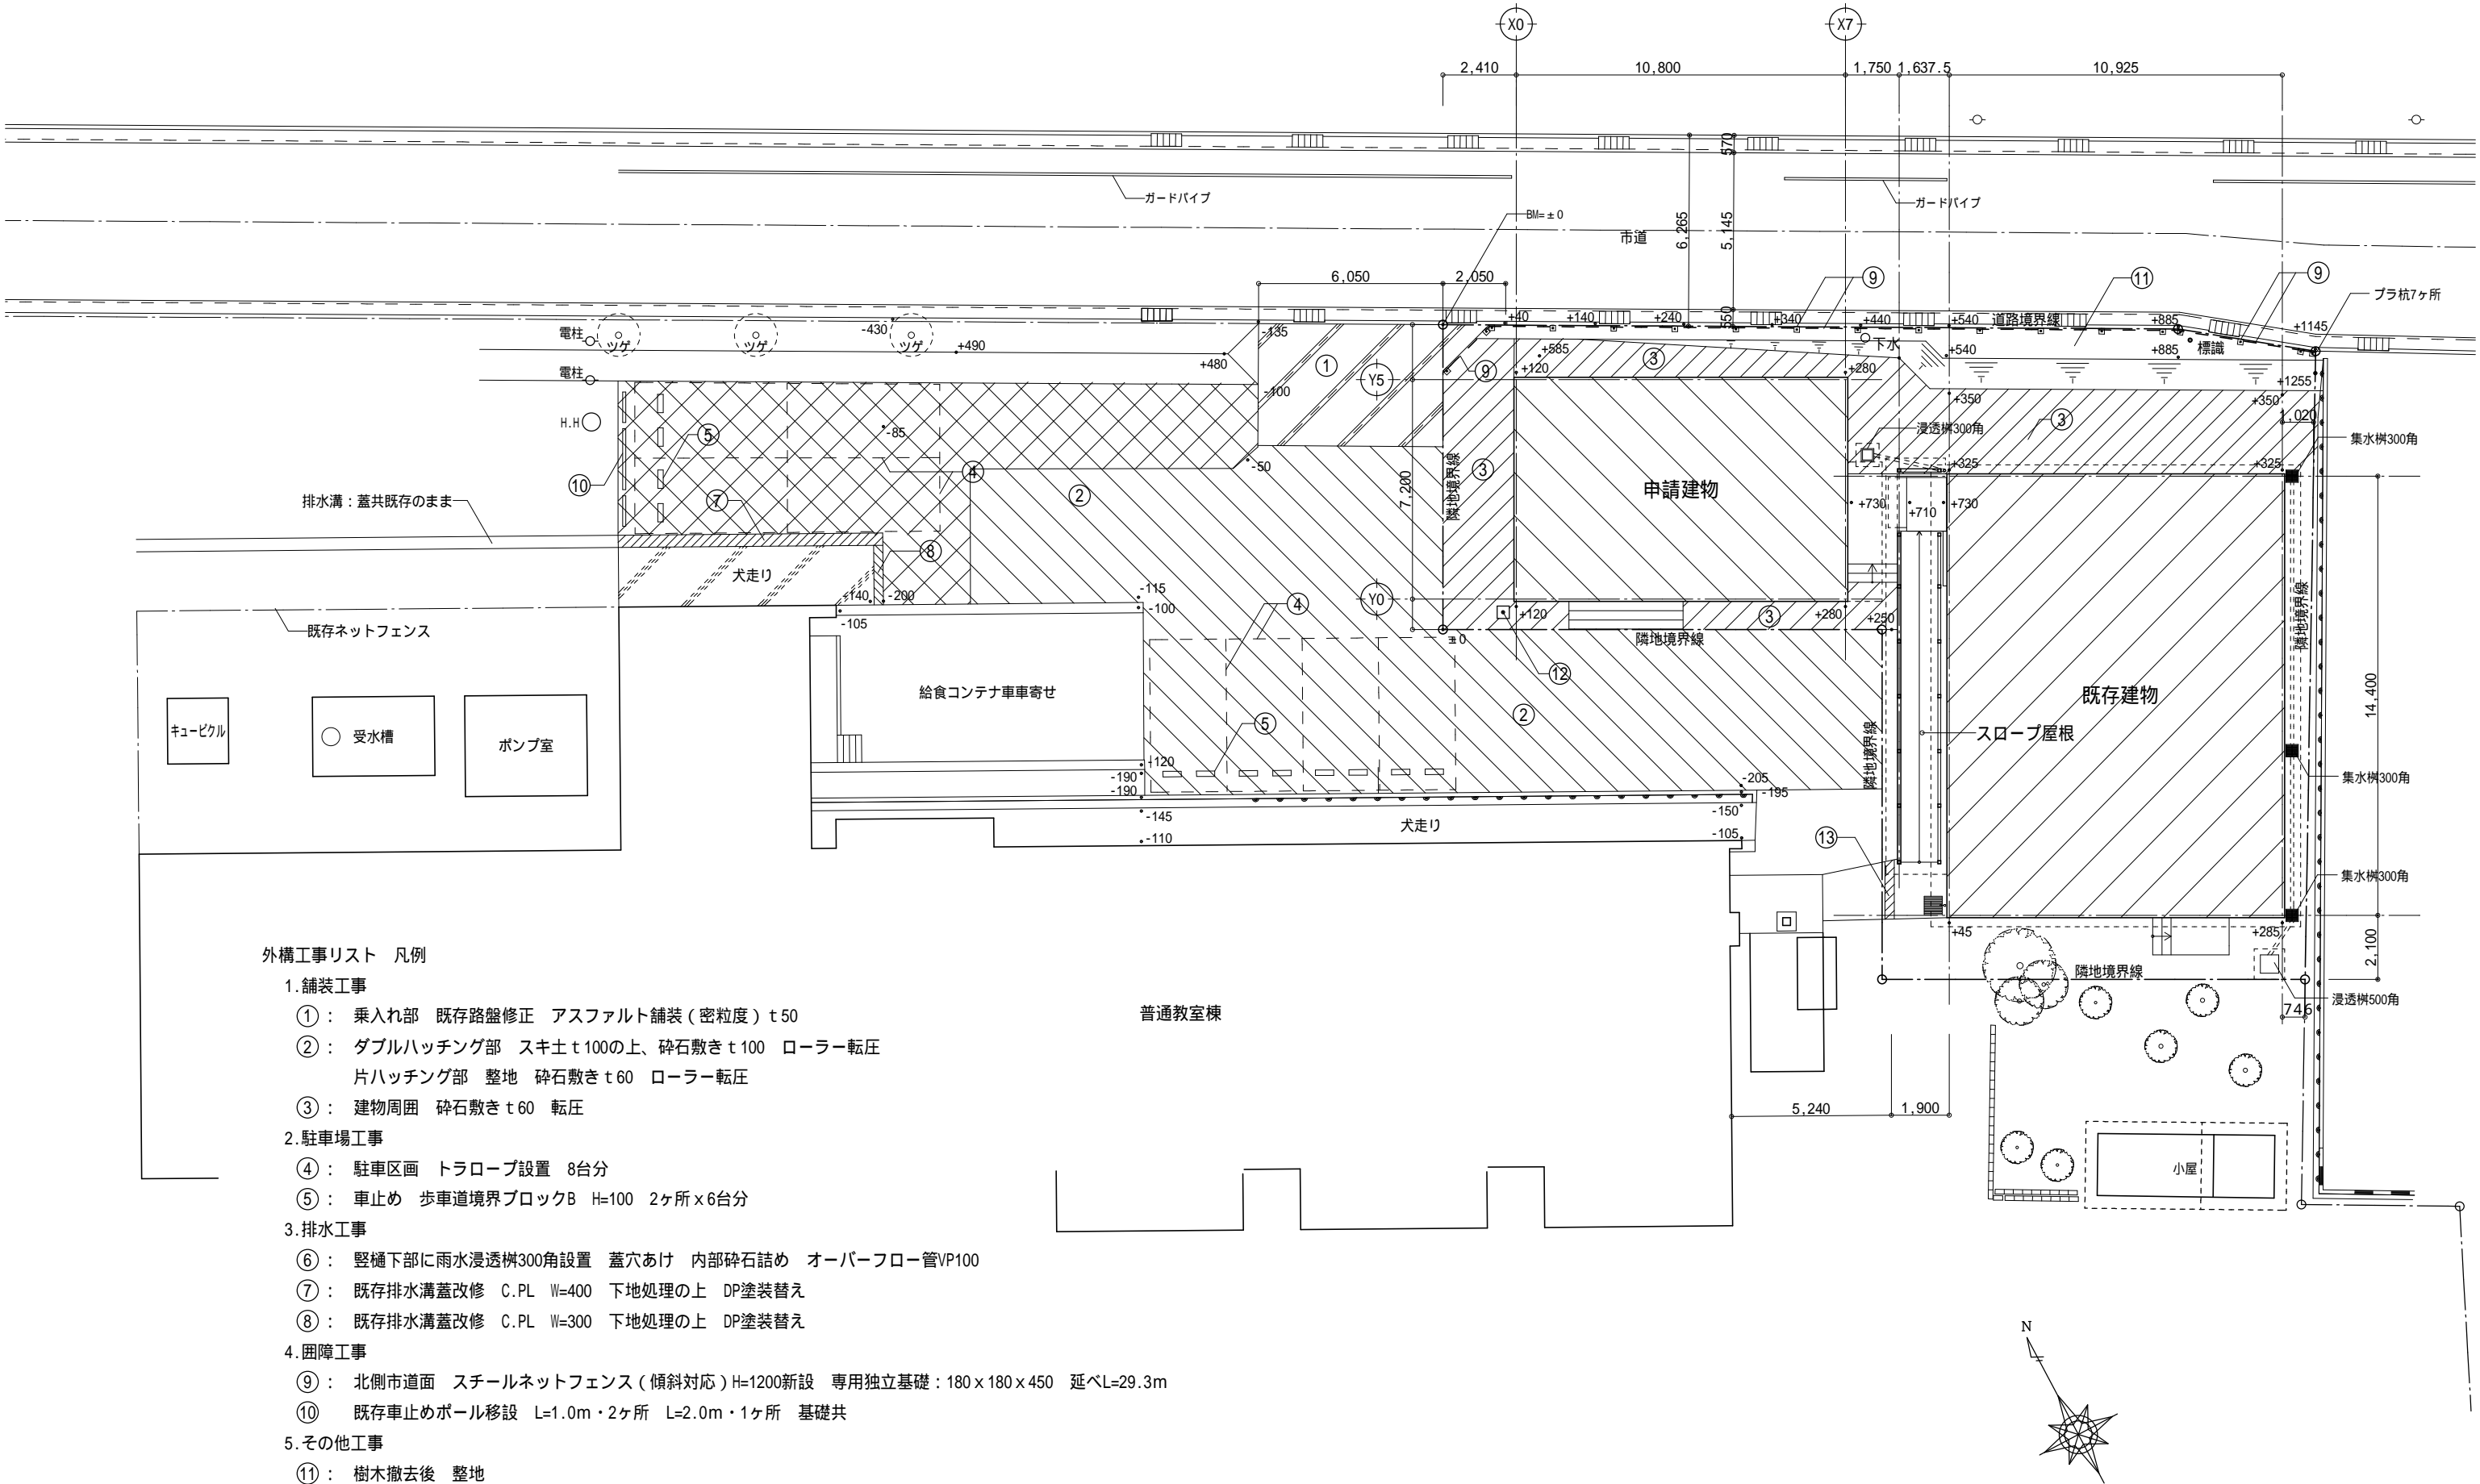 X0
X7
2,410
10,800
1,750
1,637.5
10,925
570
ガードパイプ
ガードパイプ
BM=±0
市道
6,265
5,145
6,050
2,050
⑨
⑪
⑨
プラ杭7ヶ所
550
電柱
ツゲ
ツゲ
ツゲ
-430
-135
+40
+140
+240
+340
+440
+540
道路境界線
+885
+1145
+490
+480
①
+585
③
下水
+540
+885
標識
電柱
-100
Y5
⑨
+120
+280
+350
+350
+1255
1,020
H.H
⑤
-85
浸透桝300角
③
集水桝300角
⑩
④
-50
隣地境界線
③
+325
+325
排水溝：蓋共既存のまま
⑦
②
7,200
申請建物
+730
+710
+730
⑧
犬走り
-140
-200
-115
-100
④
Y0
+120
③
+280
+250
隣地境界線
既存ネットフェンス
-105
±0
隣地境界線
⑫
キュービクル
受水槽
ポンプ室
給食コンテナ車車寄せ
⑤
②
隣地境界線
スロープ屋根
既存建物
14,400
-120
-190
-190
-205
-195
集水桝300角
-145
犬走り
-150
-110
-105
⑬
集水桝300角
+45
+285
2,100
隣地境界線
浸透桝500角
746
普通教室棟
5,240
1,900
小屋
N
外構工事リスト　凡例
1.舗装工事
①：　乗入れ部　既存路盤修正　アスファルト舗装（密粒度）t50
②：　ダブルハッチング部　スキ土t100の上、砕石敷きt100　ローラー転圧
片ハッチング部　整地　砕石敷きt60　ローラー転圧
③：　建物周囲　砕石敷きt60　転圧
2.駐車場工事
④：　駐車区画　トラロープ設置　8台分
⑤：　車止め　歩車道境界ブロックB　H=100　2ヶ所x6台分
3.排水工事
⑥：　竪樋下部に雨水浸透桝300角設置　蓋穴あけ　内部砕石詰め　オーバーフロー管VP100
⑦：　既存排水溝蓋改修　C.PL　W=400　下地処理の上　DP塗装替え
⑧：　既存排水溝蓋改修　C.PL　W=300　下地処理の上　DP塗装替え
4.囲障工事
⑨：　北側市道面　スチールネットフェンス（傾斜対応）H=1200新設　専用独立基礎：180x180x450　延べL=29.3m
⑩　既存車止めポール移設　L=1.0m・2ヶ所　L=2.0m・1ヶ所　基礎共
5.その他工事
⑪：　樹木撤去後　整地